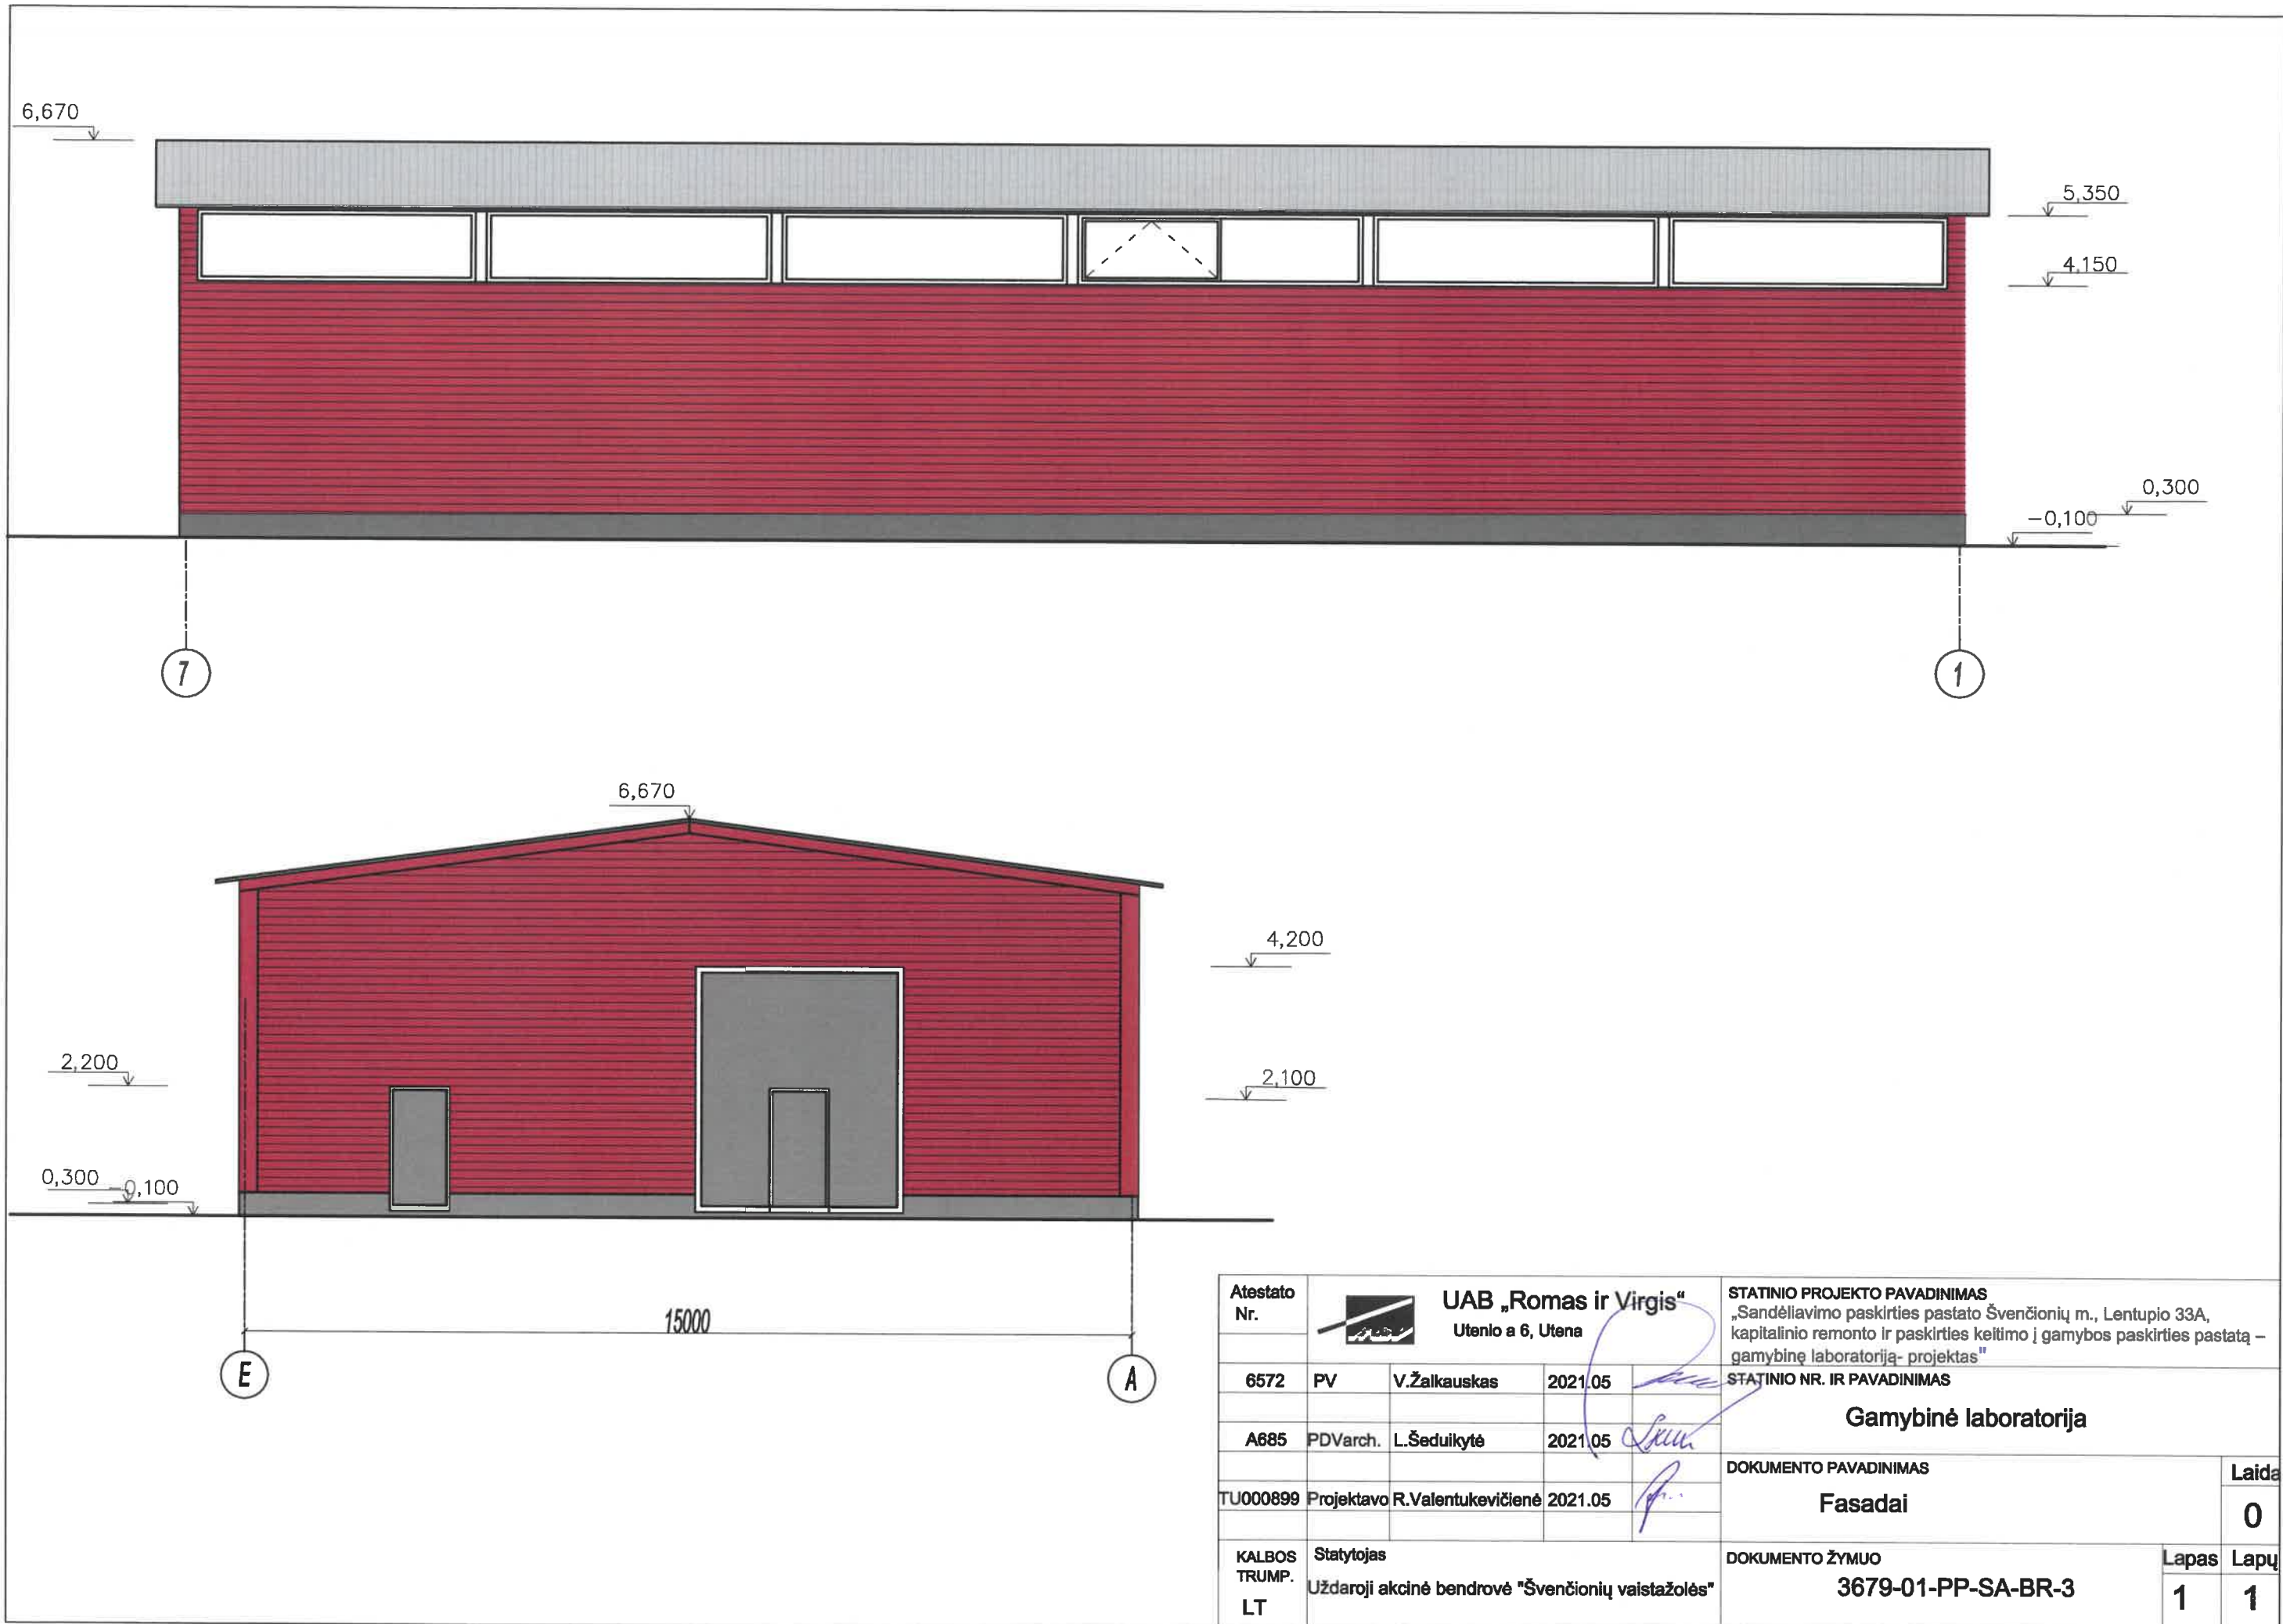 6,670
5,350
4,150
0,300
−0,100
7
1
6,670
4,200
2,200
2,100
0,300
−0,100
15000
E
A
Atestato
Nr.
UAB „Romas ir Virgis“
Utenio a 6, Utena
STATINIO PROJEKTO PAVADINIMAS
„Sandėliavimo paskirties pastato Švenčionių m., Lentupio 33A,
kapitalinio remonto ir paskirties keitimo į gamybos paskirties pastatą –
gamybinę laboratoriją- projektas"
6572 PV V.Žalkauskas 2021.05
STATINIO NR. IR PAVADINIMAS
Gamybinė laboratorija
A685 PDVarch. L.Šeduikytė 2021.05
DOKUMENTO PAVADINIMAS
Laida
TU000899 Projektavo R.Valentukevičienė 2021.05
Fasadai
0
KALBOS
TRUMP.
LT
Statytojas
Uždaroji akcinė bendrovė "Švenčionių vaistažolės"
DOKUMENTO ŽYMUO
3679-01-PP-SA-BR-3
Lapas
1
Lapų
1